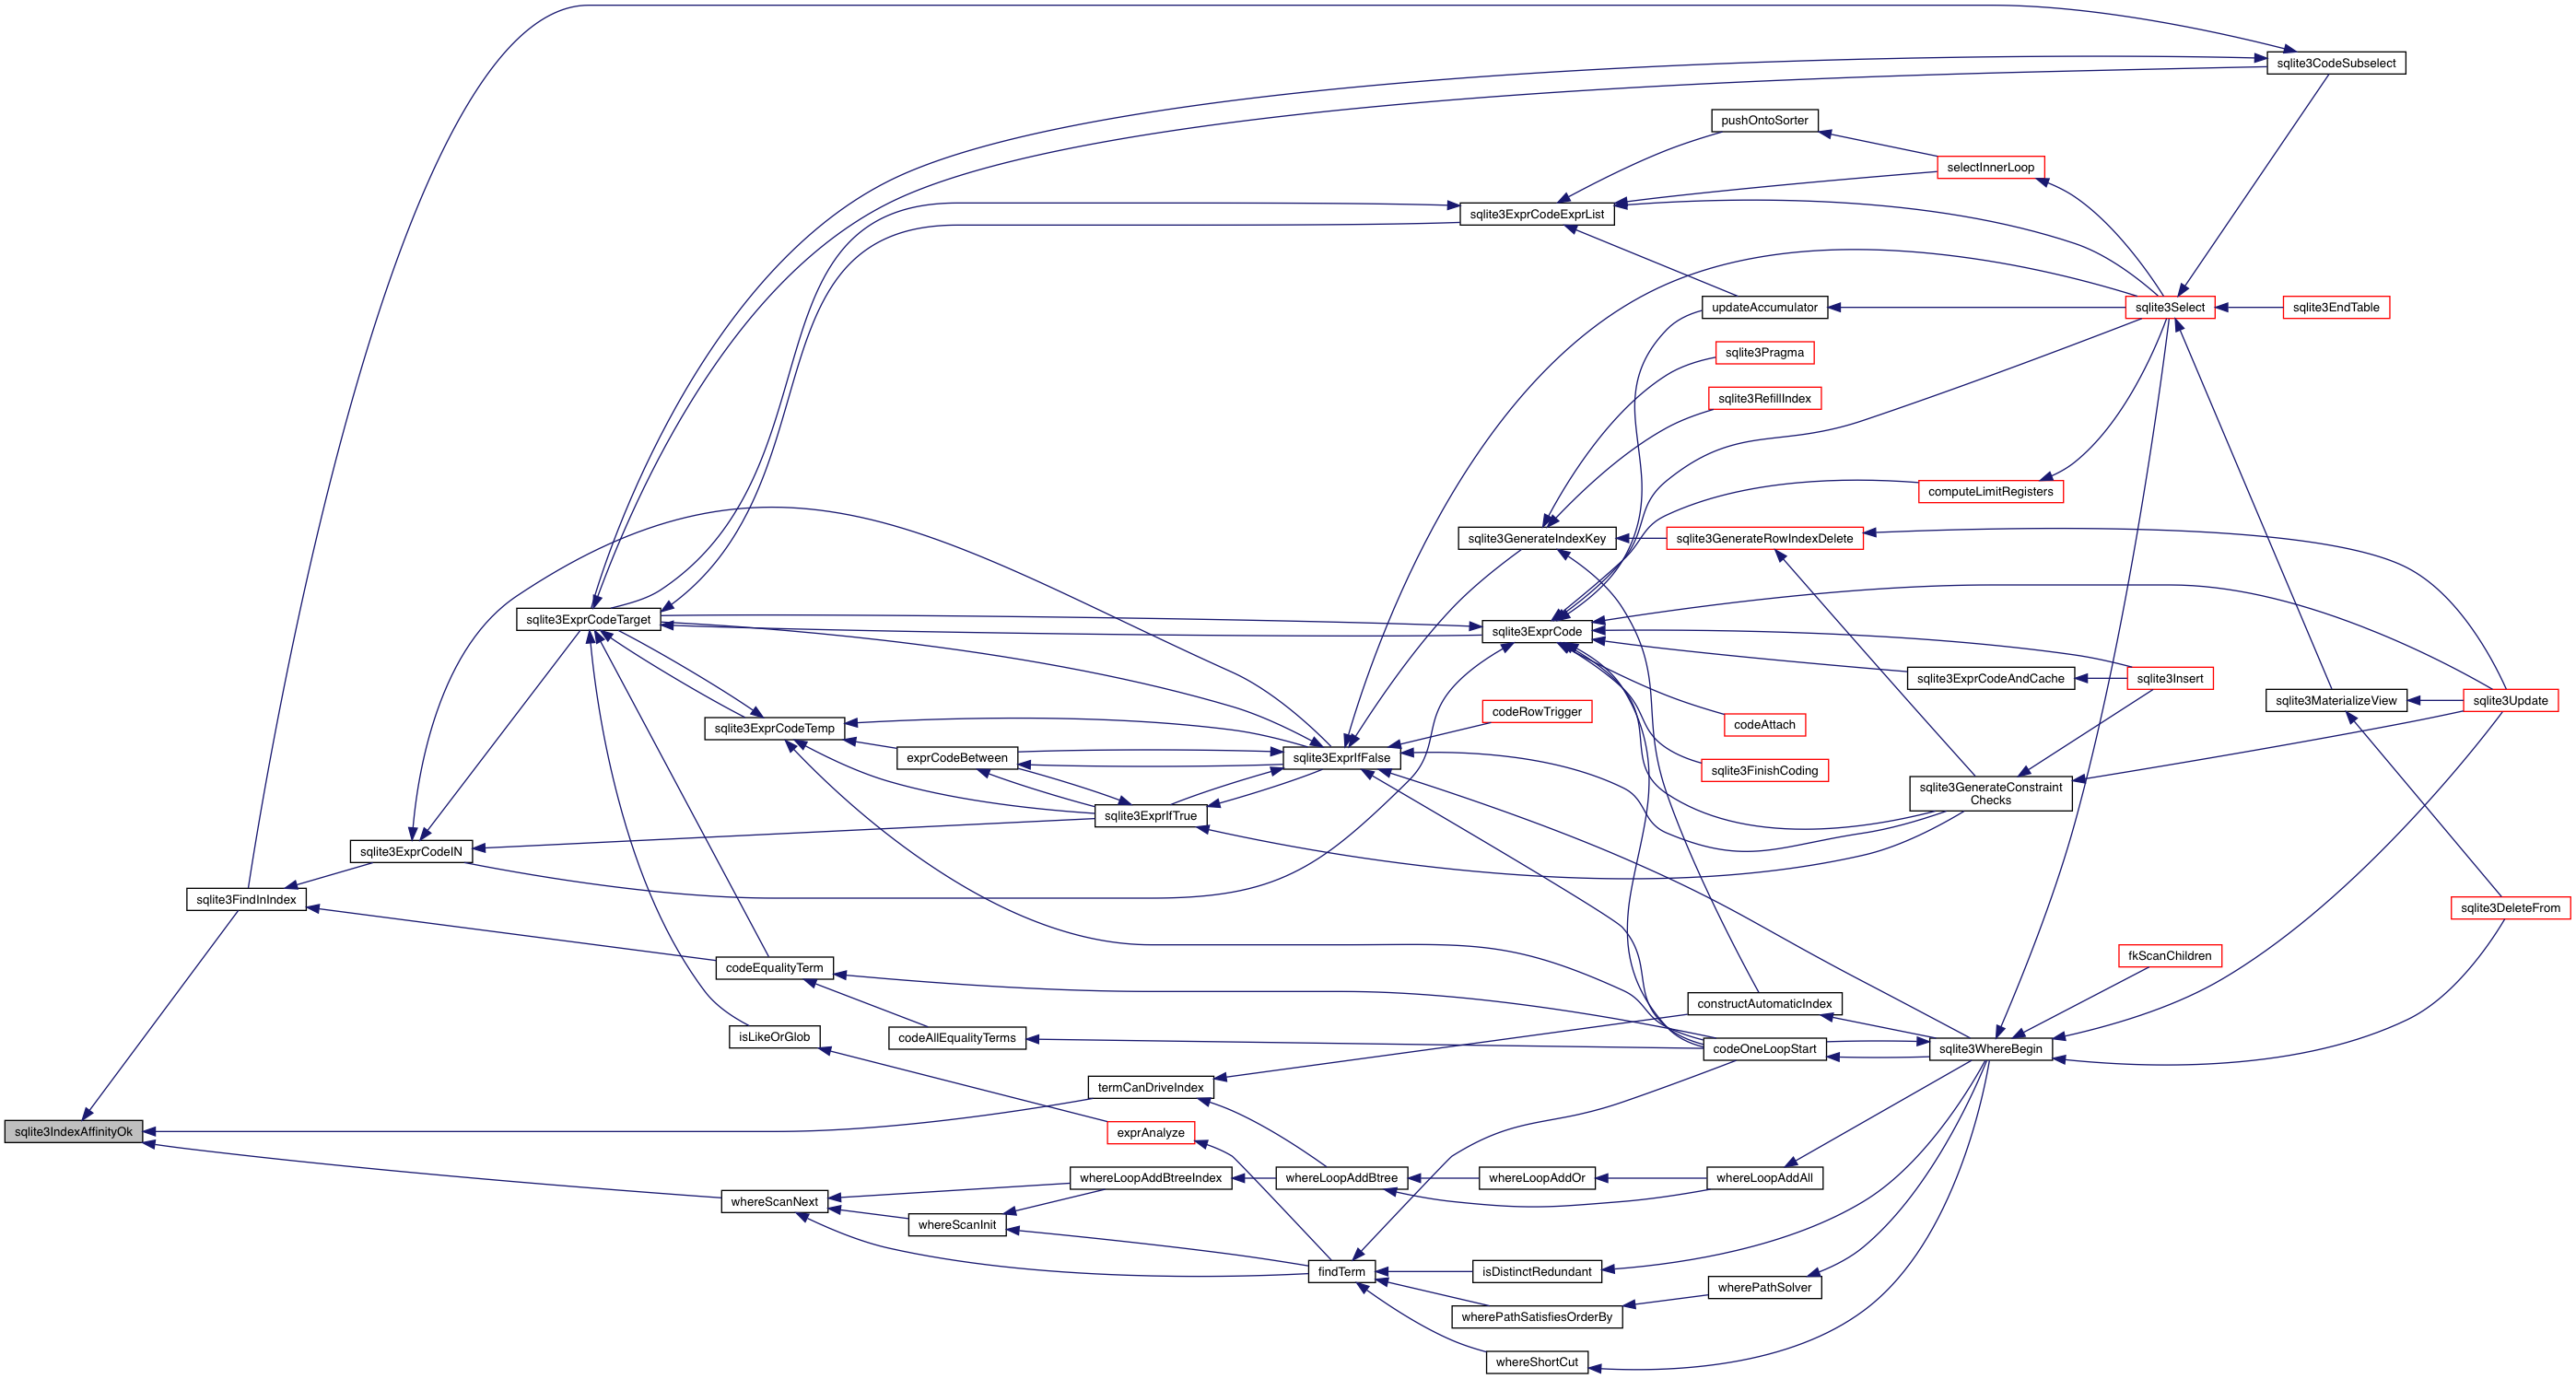 sqlite3CodeSubselect
pushOntoSorter
selectInnerLoop
sqlite3ExprCodeExprList
updateAccumulator
sqlite3Select
sqlite3EndTable
sqlite3Pragma
sqlite3RefillIndex
computeLimitRegisters
sqlite3GenerateIndexKey
sqlite3GenerateRowIndexDelete
sqlite3ExprCodeTarget
sqlite3ExprCode
sqlite3ExprCodeAndCache
sqlite3Insert
sqlite3MaterializeView
sqlite3Update
codeRowTrigger
codeAttach
sqlite3ExprCodeTemp
exprCodeBetween
sqlite3ExprIfFalse
sqlite3FinishCoding
sqlite3GenerateConstraint
Checks
sqlite3ExprIfTrue
sqlite3ExprCodeIN
sqlite3FindInIndex
sqlite3DeleteFrom
codeEqualityTerm
fkScanChildren
constructAutomaticIndex
isLikeOrGlob
codeAllEqualityTerms
codeOneLoopStart
sqlite3WhereBegin
termCanDriveIndex
sqlite3IndexAffinityOk
exprAnalyze
whereLoopAddBtreeIndex
whereLoopAddBtree
whereLoopAddOr
whereLoopAddAll
whereScanNext
whereScanInit
findTerm
isDistinctRedundant
wherePathSolver
wherePathSatisfiesOrderBy
whereShortCut